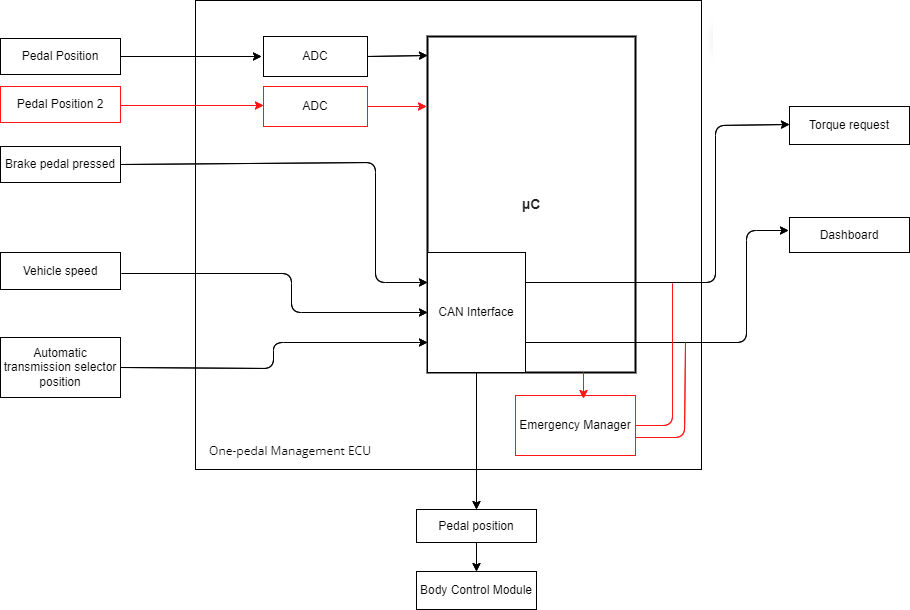 Pedal Position
ADC
Pedal Position 2
ADC
Torque request
Brake pedal pressed
µC
Dashboard
Vehicle speed
CAN Interface
Automatic
transmission selector
position
Emergency Manager
One-pedal Management ECU
Pedal position
Body Control Module